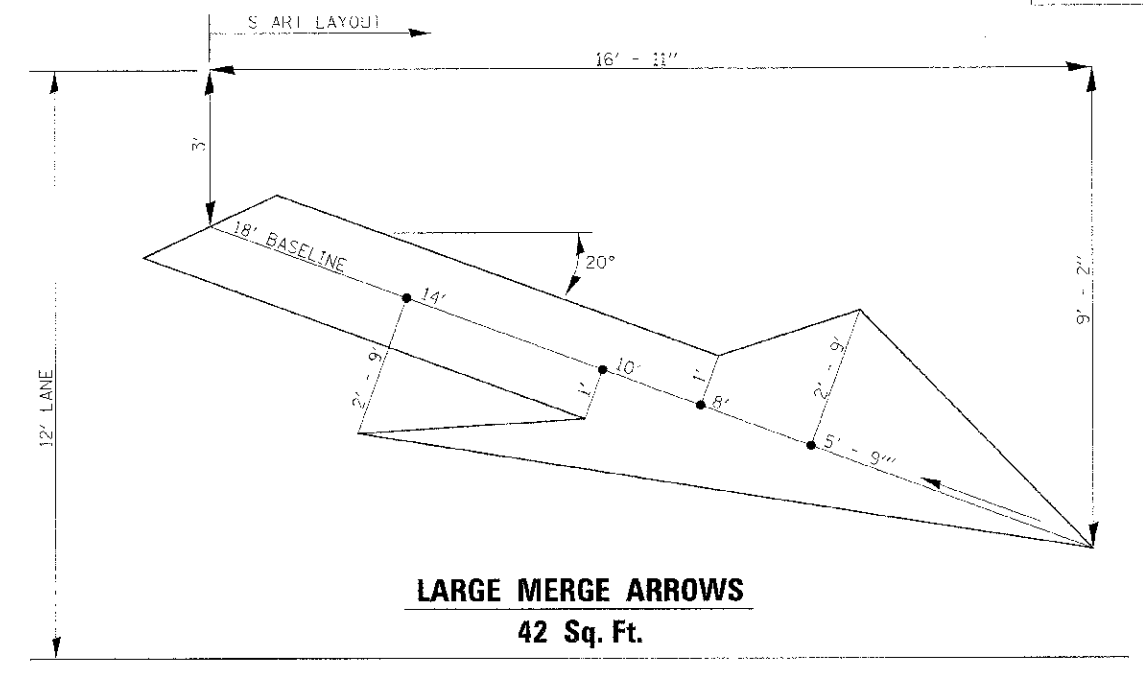 S ART LAYOUT
16' - 11"
3'
18' BASELINE
20°
14'
2' - 9'
10'
1'
1'
8'
2' - 9'
5' - 9"'
9' - 2"
12' LANE
LARGE MERGE ARROWS
42 Sq. Ft.